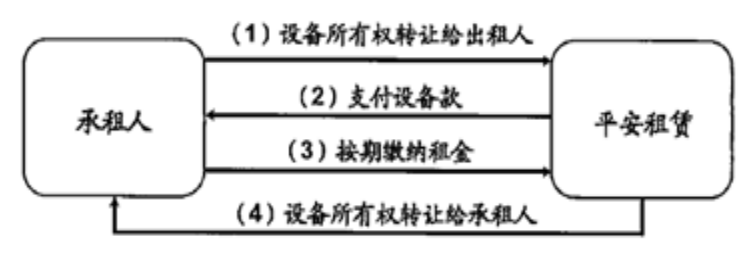 (1)设备所有权转让给出租人
(2)支付设备款
承租人
平安租赁
(3)按期缴纳租金
(4)设备所有权转让给承租人